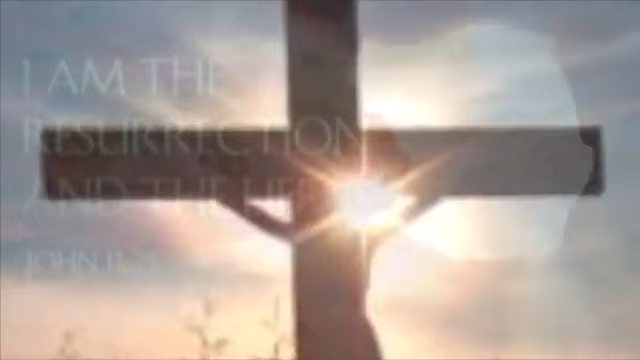 I AM THE
RESURRECTION
AND THE
JOHN